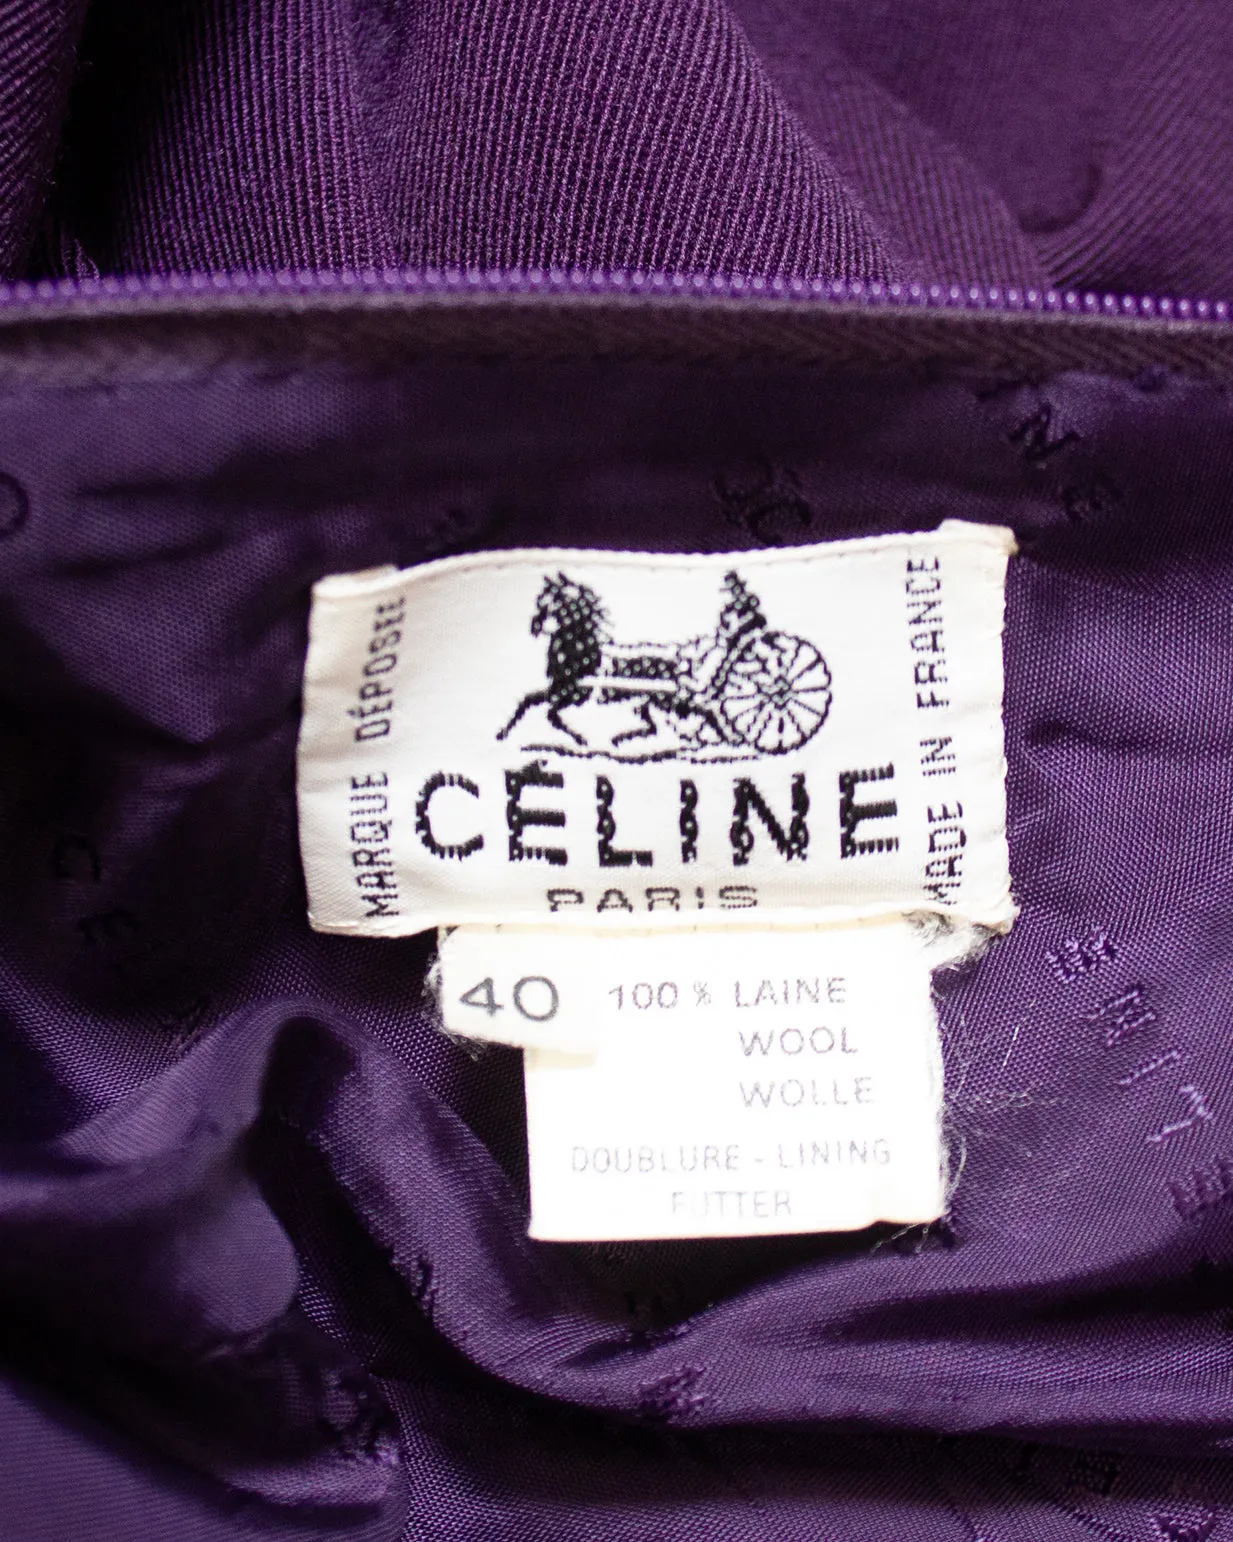 MARQUE DÉPOSÉE
CÉLINE
PARIS
MADE IN FRANCE
40
100 % LAINE
WOOL
WOLLE
DOUBLURE - LINING
FUTTER